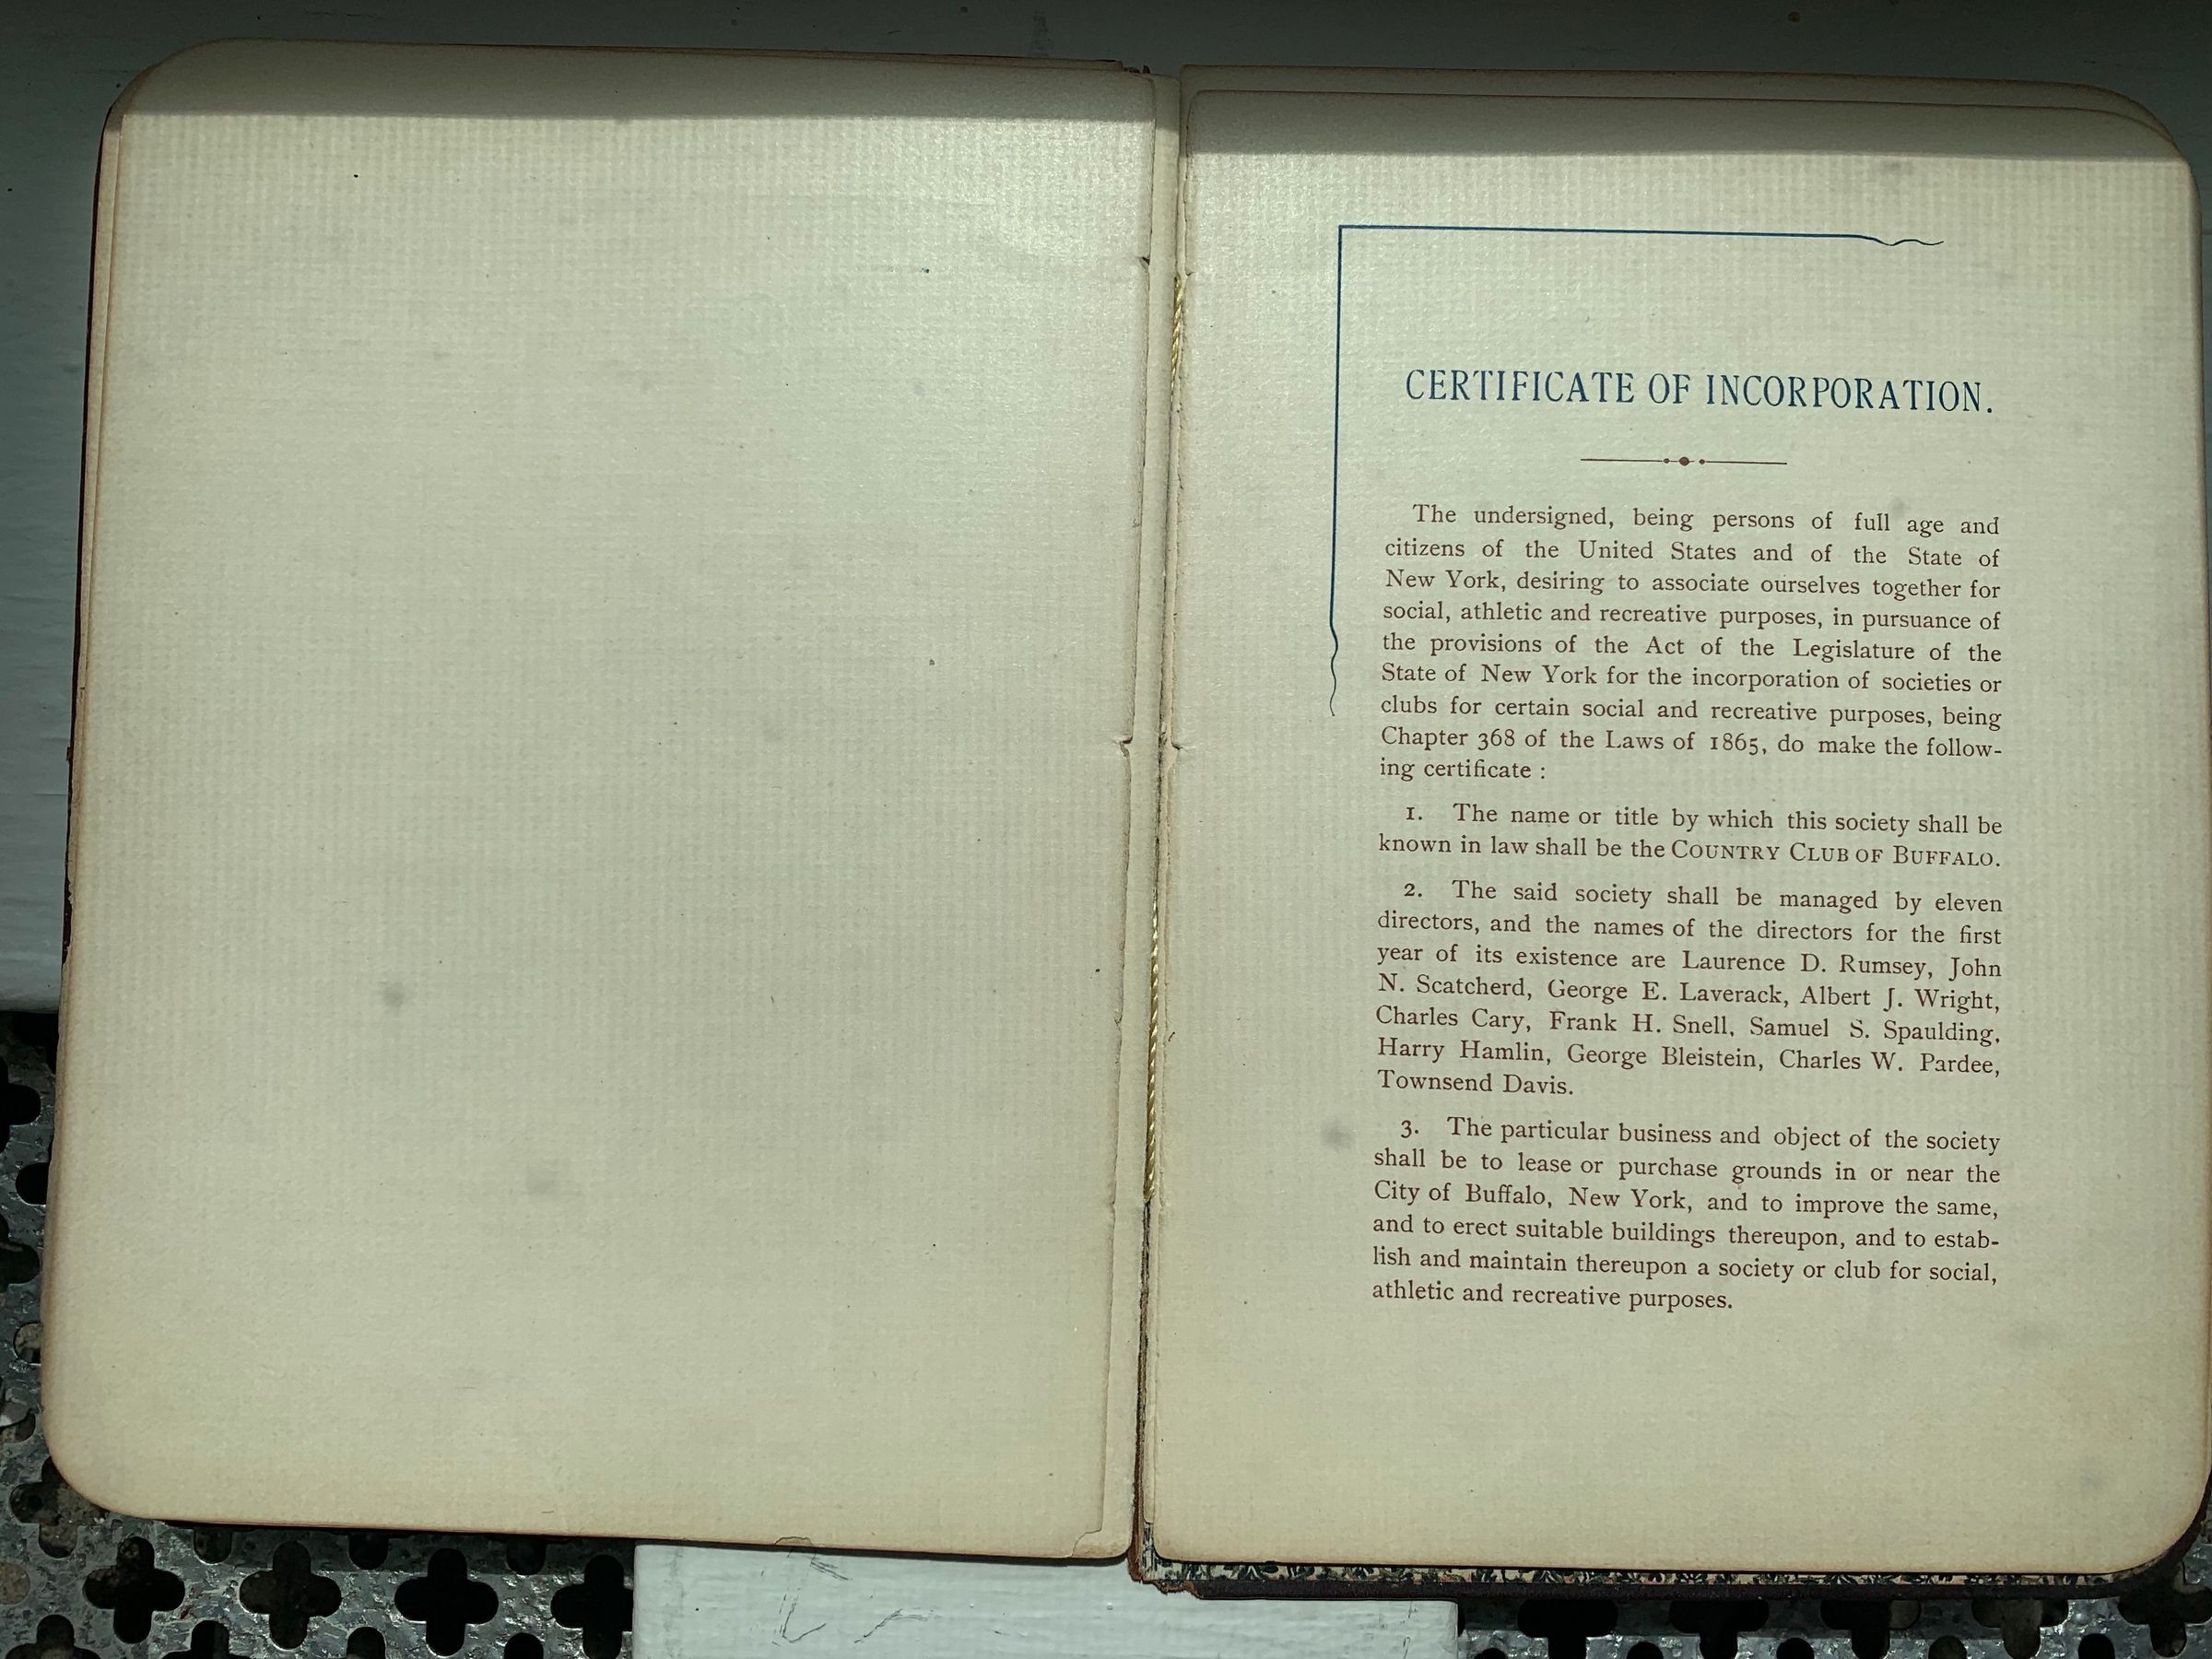 CERTIFICATE OF INCORPORATION.
The undersigned, being persons of full age and
citizens of the United States and of the State of
New York, desiring to associate ourselves together for
social, athletic and recreative purposes, in pursuance of
the provisions of the Act of the Legislature of the
State of New York for the incorporation of societies or
clubs for certain social and recreative purposes, being
Chapter 368 of the Laws of 1865, do make the follow-
ing certificate :
1. The name or title by which this society shall be
known in law shall be the COUNTRY CLUB OF BUFFALO.
2. The said society shall be managed by eleven
directors, and the names of the directors for the first
year of its existence are Laurence D. Rumsey, John
N. Scatcherd, George E. Laverack, Albert J. Wright,
Charles Cary, Frank H. Snell, Samuel S. Spaulding,
Harry Hamlin, George Bleistein, Charles W. Pardee,
Townsend Davis.
3. The particular business and object of the society
shall be to lease or purchase grounds in or near the
City of Buffalo, New York, and to improve the same,
and to erect suitable buildings thereupon, and to estab-
lish and maintain thereupon a society or club for social,
athletic and recreative purposes.